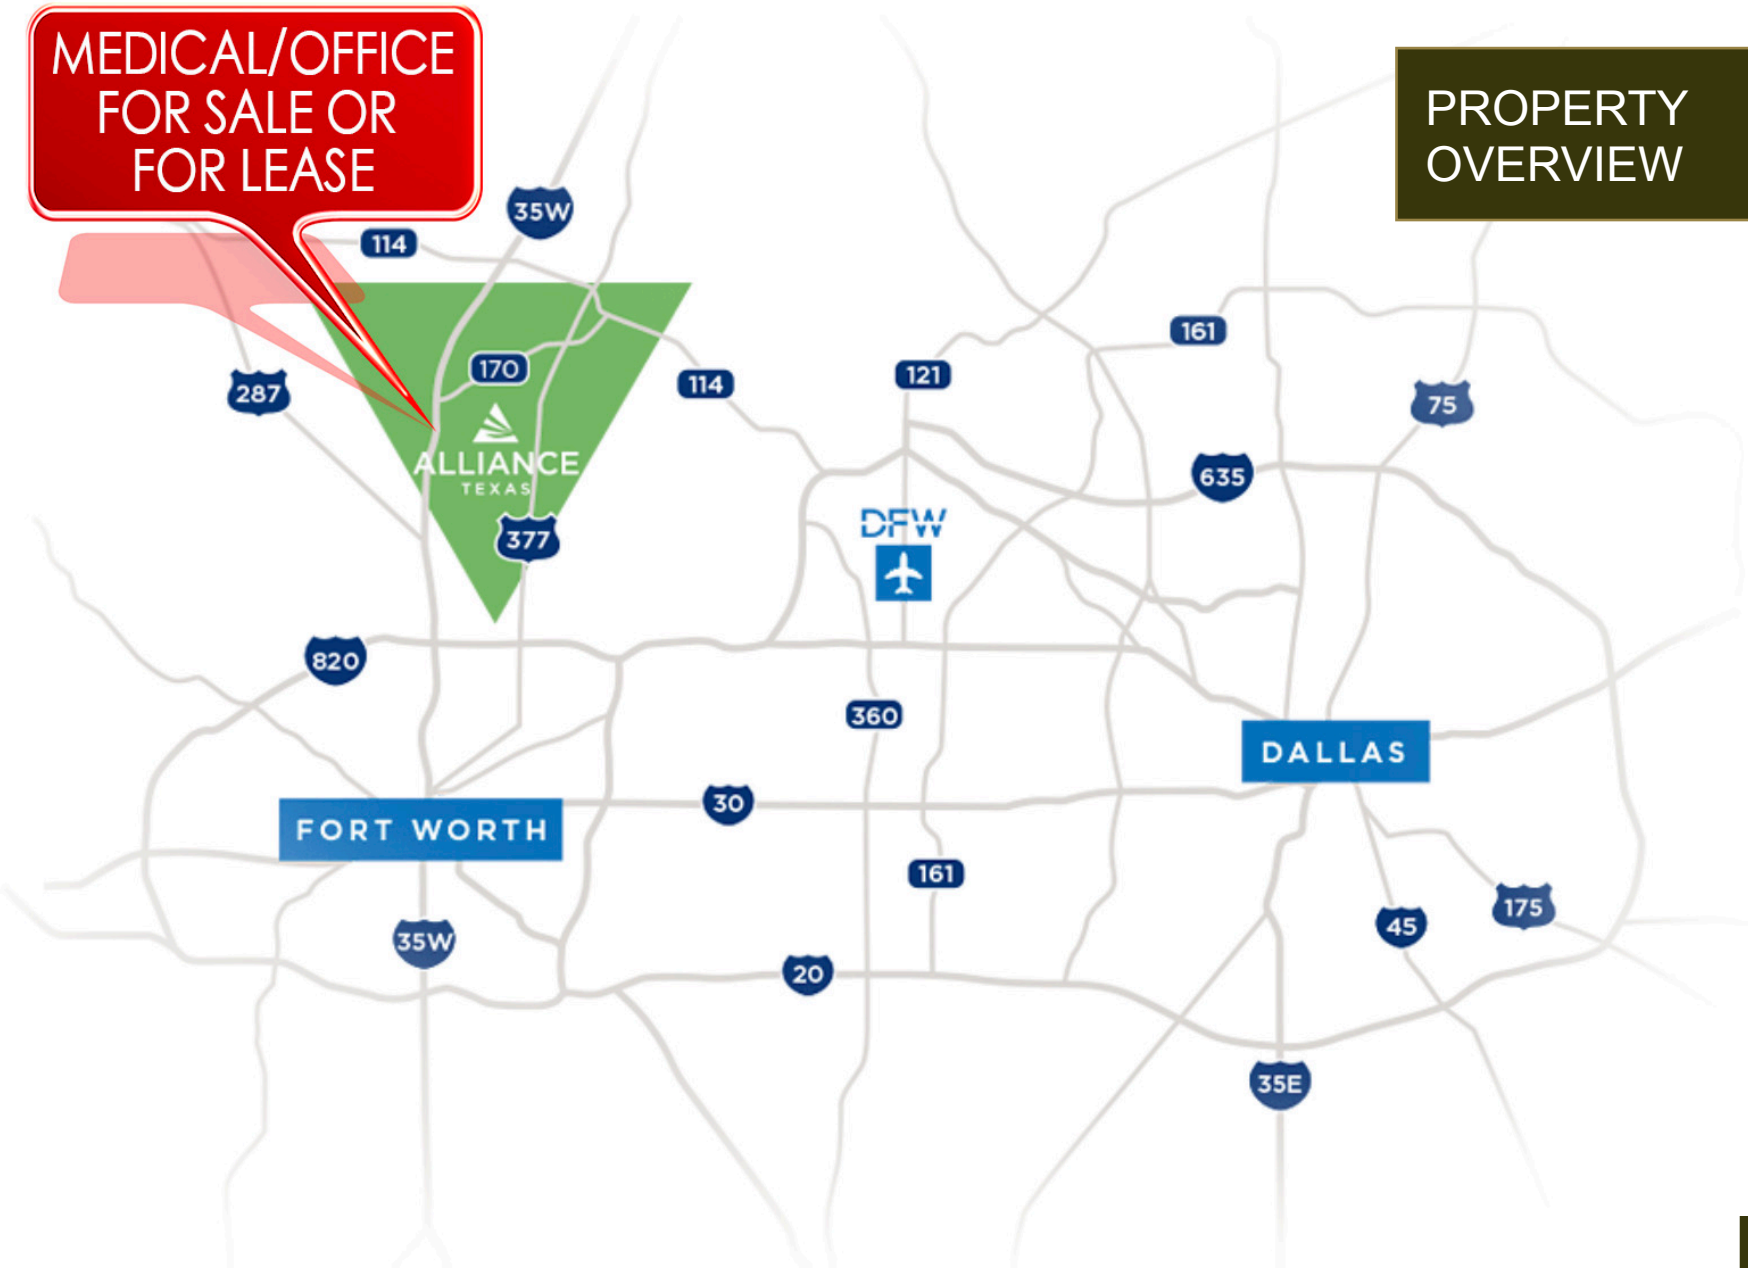 MEDICAL/OFFICE
FOR SALE OR
FOR LEASE
PROPERTY
OVERVIEW
35W
114
161
170
114
121
287
75
ALLIANCE
TEXAS
635
DFW
377
820
360
DALLAS
30
FORT WORTH
161
175
45
35W
20
35E